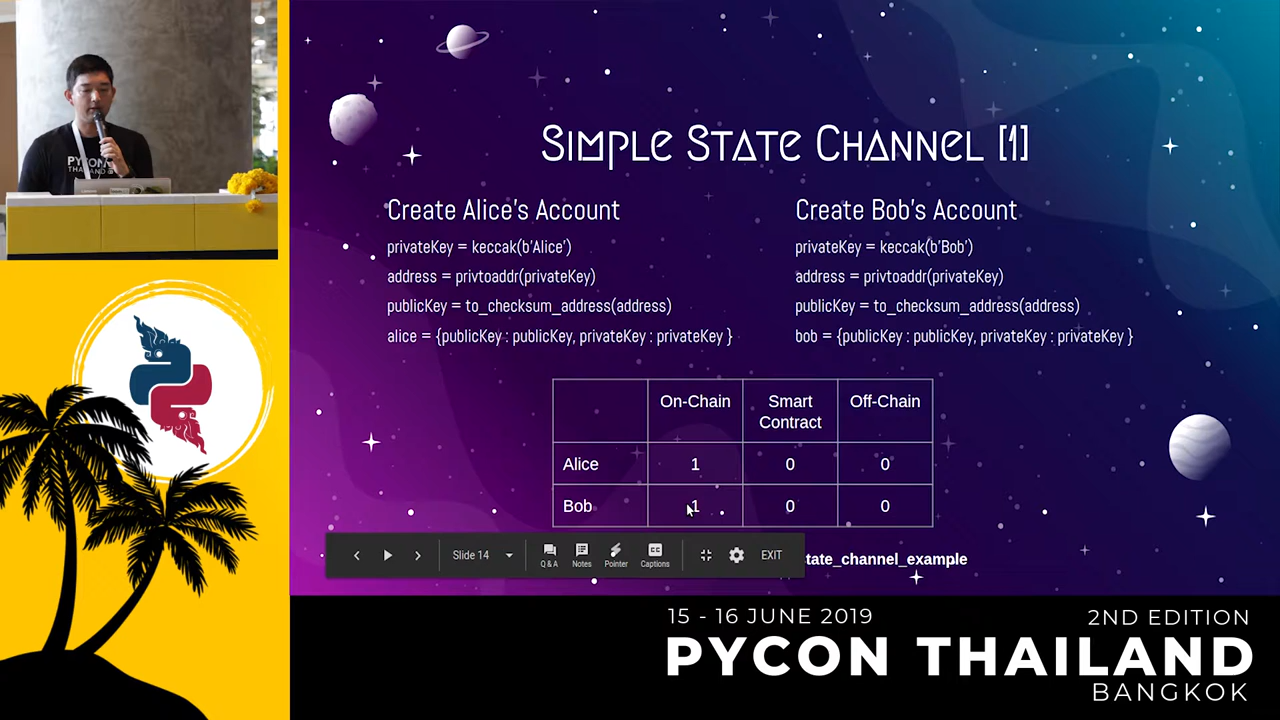 PYCON
THAILAND
Simple State Channel [1]
Create Alice's Account
privateKey = keccak(b'Alice')
address = privtoaddr(privateKey)
publicKey = to_checksum_address(address)
alice = {publicKey : publicKey, privateKey : privateKey }
Create Bob's Account
privateKey = keccak(b'Bob')
address = privtoaddr(privateKey)
publicKey = to_checksum_address(address)
bob = {publicKey : publicKey, privateKey : privateKey }
On-Chain Smart Contract Off-Chain
Alice 1 0 0
Bob 1 0 0
Slide 14 Q & A Notes Pointer Captions EXIT
tate_channel_example
15 - 16 JUNE 2019
2ND EDITION
PYCON THAILAND
BANGKOK